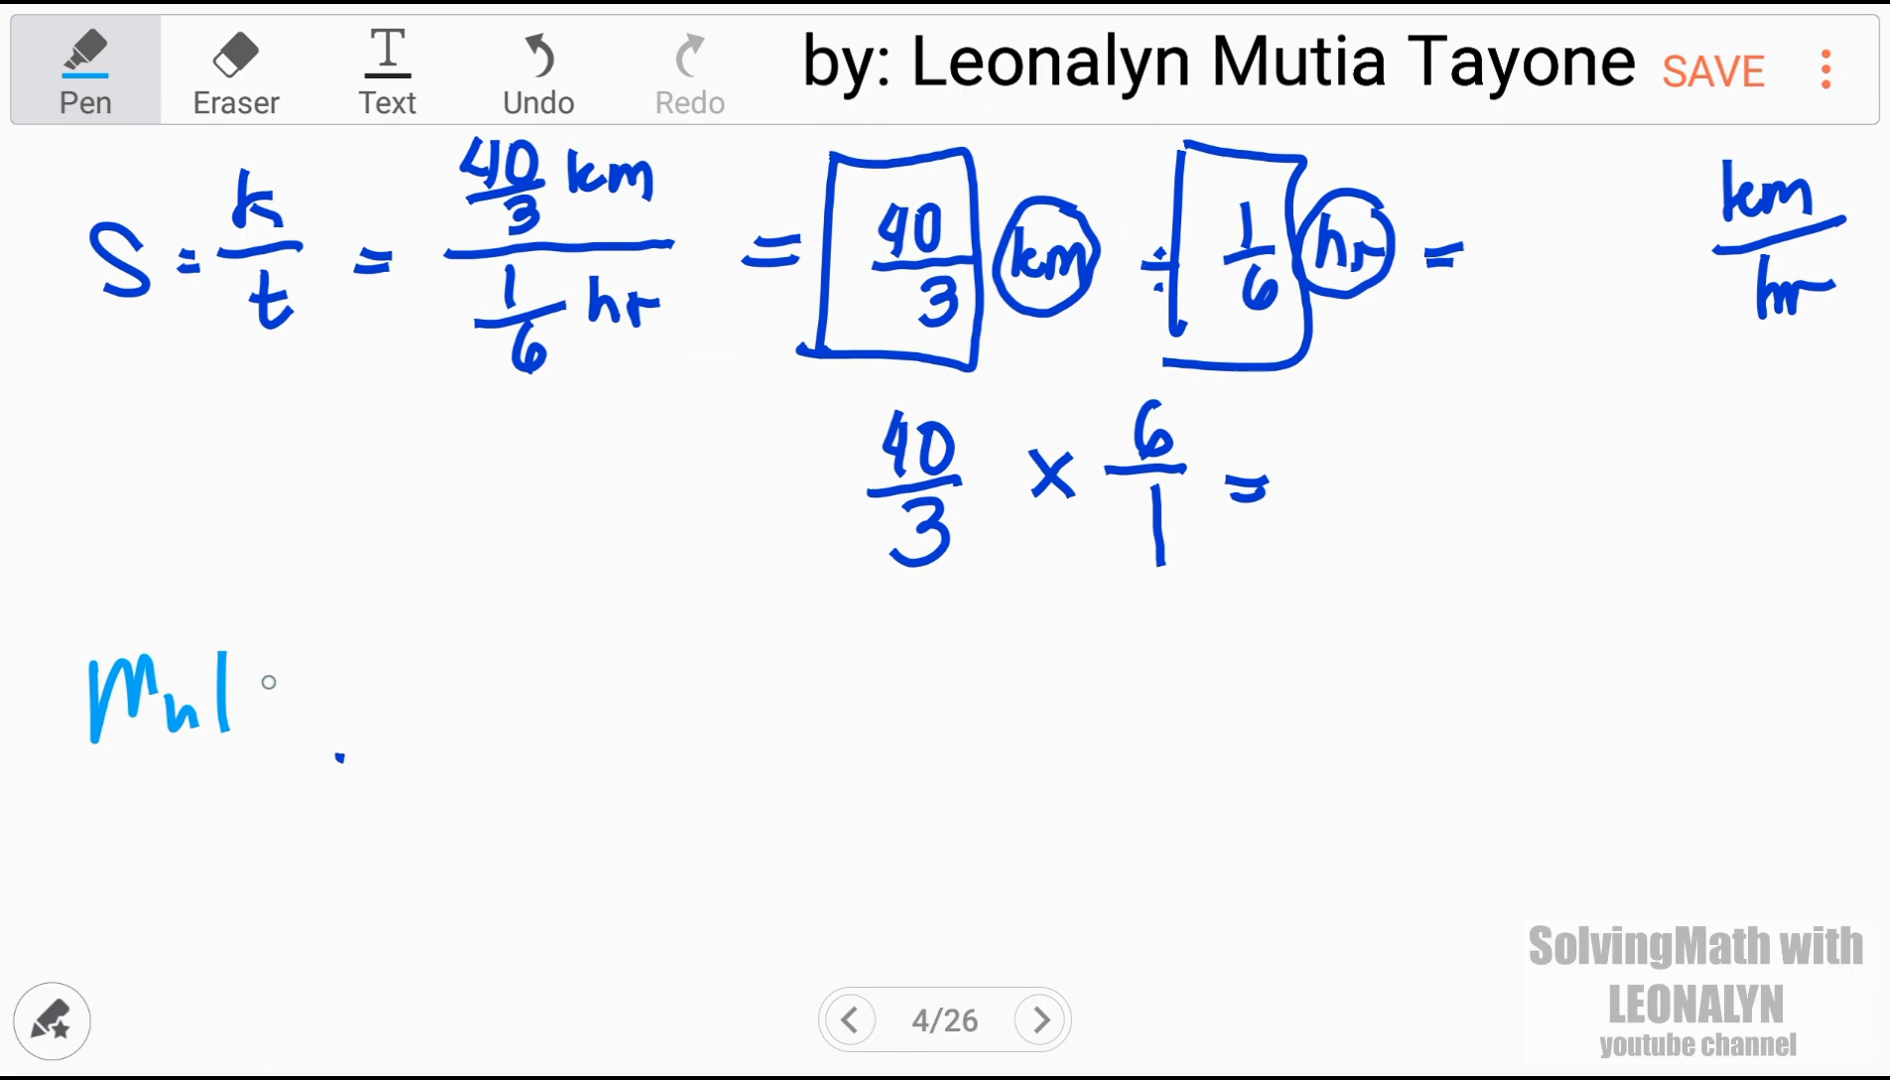 Pen Eraser Text Undo Redo by: Leonalyn Mutia Tayone SAVE
S = k/t = 40/3 km / 1/6 hr = 40/3 km ÷ 1/6 hr = km/hr
40/3 × 6/1 =
4/26
SolvingMath with
LEONALYN
youtube channel